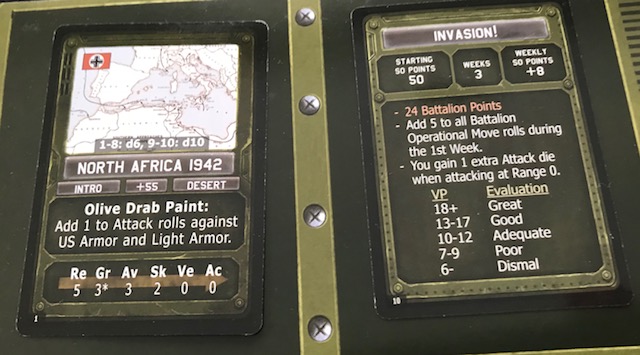 1-8: d6, 9-10: d10
NORTH AFRICA 1942
INTRO +55 DESERT
Olive Drab Paint:
Add 1 to Attack rolls against
US Armor and Light Armor.
Re Gr Av Sk Ve Ac
5 3* 3 2 0 0
1
INVASION!
STARTING
SO POINTS
50
WEEKS
3
WEEKLY
SO POINTS
+8
- 24 Battalion Points
- Add 5 to all Battalion
Operational Move rolls during
the 1st Week.
- You gain 1 extra Attack die
when attacking at Range 0.
VP Evaluation
18+ Great
13-17 Good
10-12 Adequate
7-9 Poor
6- Dismal
10